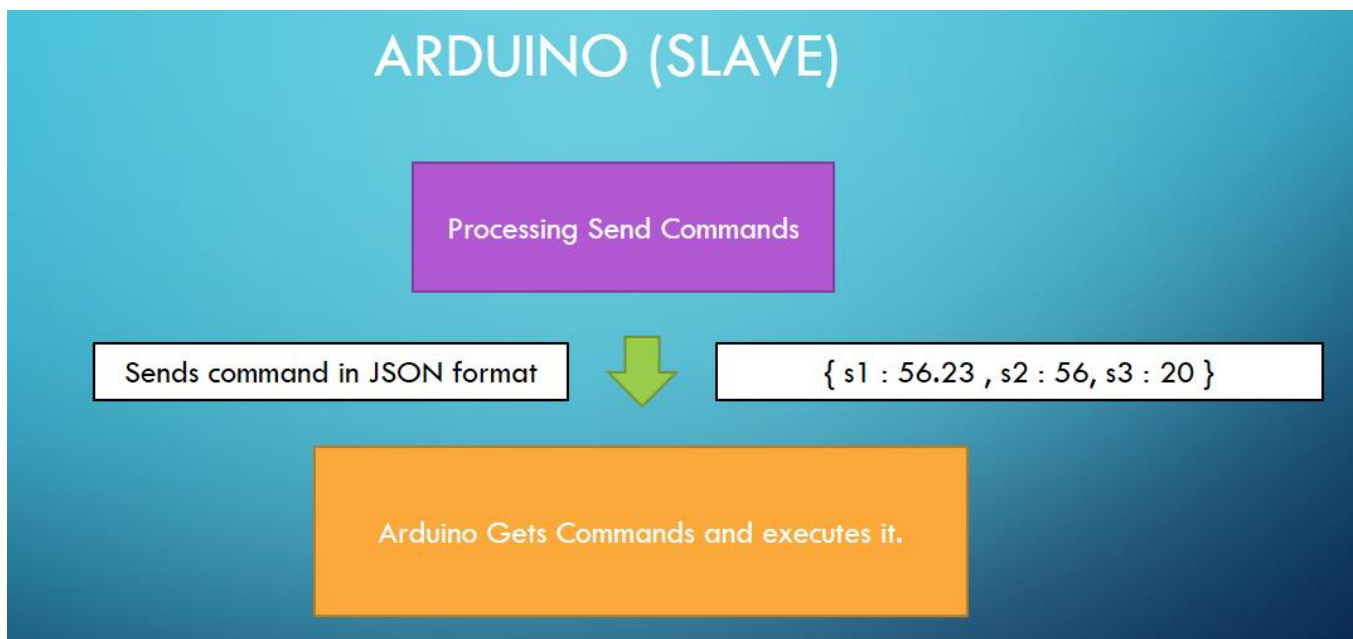 ARDUINO (SLAVE)
Processing Send Commands
Sends command in JSON format
{ s1 : 56.23 , s2 : 56, s3 : 20 }
Arduino Gets Commands and executes it.